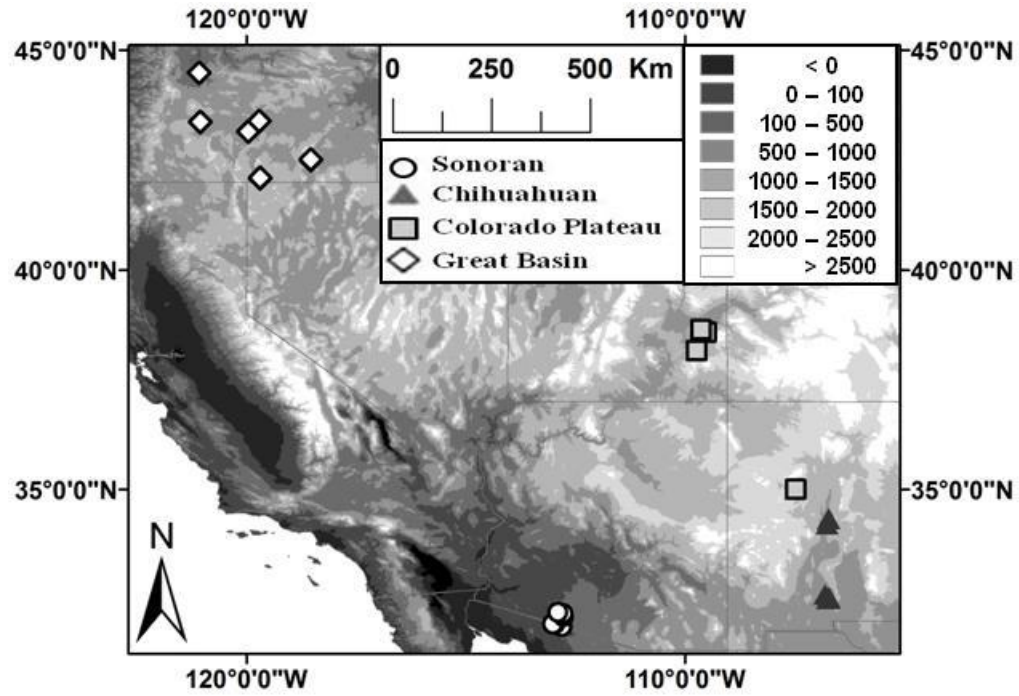 120°0'0"W 110°0'0"W
45°0'0"N 45°0'0"N
0 250 500 Km
< 0
0 – 100
100 – 500
500 – 1000
1000 – 1500
1500 – 2000
2000 – 2500
> 2500
Sonoran
Chihuahuan
Colorado Plateau
Great Basin
40°0'0"N 40°0'0"N
35°0'0"N 35°0'0"N
N
120°0'0"W 110°0'0"W